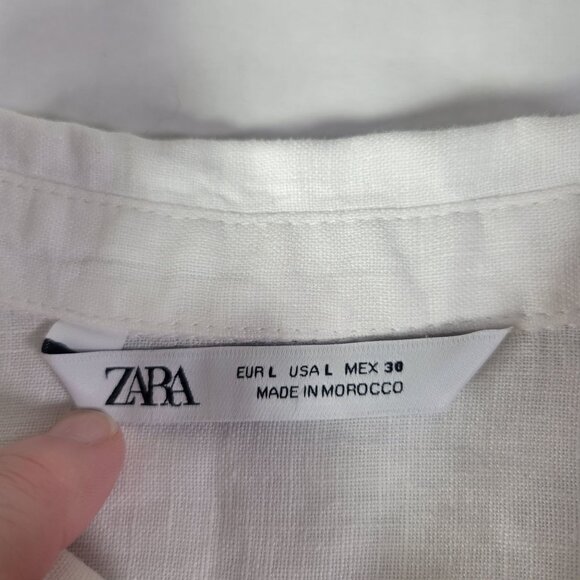 ZARA
EUR L USA L MEX 30
MADE IN MOROCCO